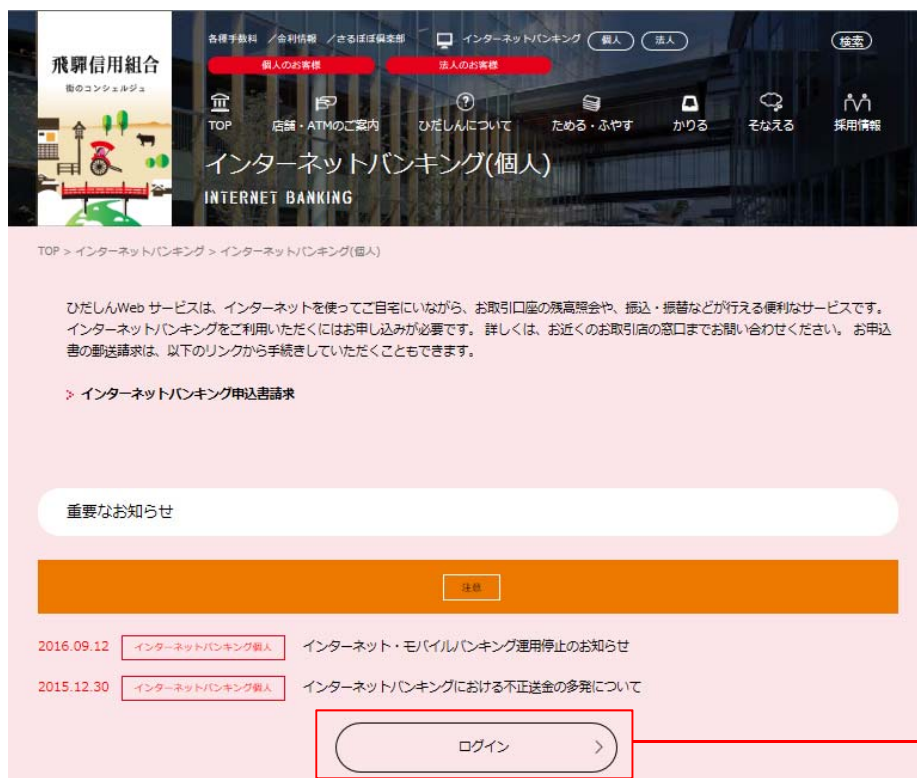 飛驒信用組合
街のコンシェルジュ
各種手数料 /金利情報 /さるぼぼ倶楽部 インターネットバンキング 個人 法人 検索
個人のお客様 法人のお客様
TOP 店舗・ATMのご案内 ひだしんについて ためる・ふやす かりる そなえる 採用情報
インターネットバンキング(個人)
INTERNET BANKING
TOP > インターネットバンキング > インターネットバンキング(個人)
ひだしんWeb サービスは、インターネットを使ってご自宅にいながら、お取引口座の残高照会や、振込・振替などが行える便利なサービスです。
インターネットバンキングをご利用いただくにはお申し込みが必要です。 詳しくは、お近くのお取引店の窓口までお問い合わせください。 お申込
書の郵送請求は、以下のリンクから手続きしていただくこともできます。
インターネットバンキング申込書請求
重要なお知らせ
注意
2016.09.12 インターネットバンキング個人 インターネット・モバイルバンキング運用停止のお知らせ
2015.12.30 インターネットバンキング個人 インターネットバンキングにおける不正送金の多発について
ログイン